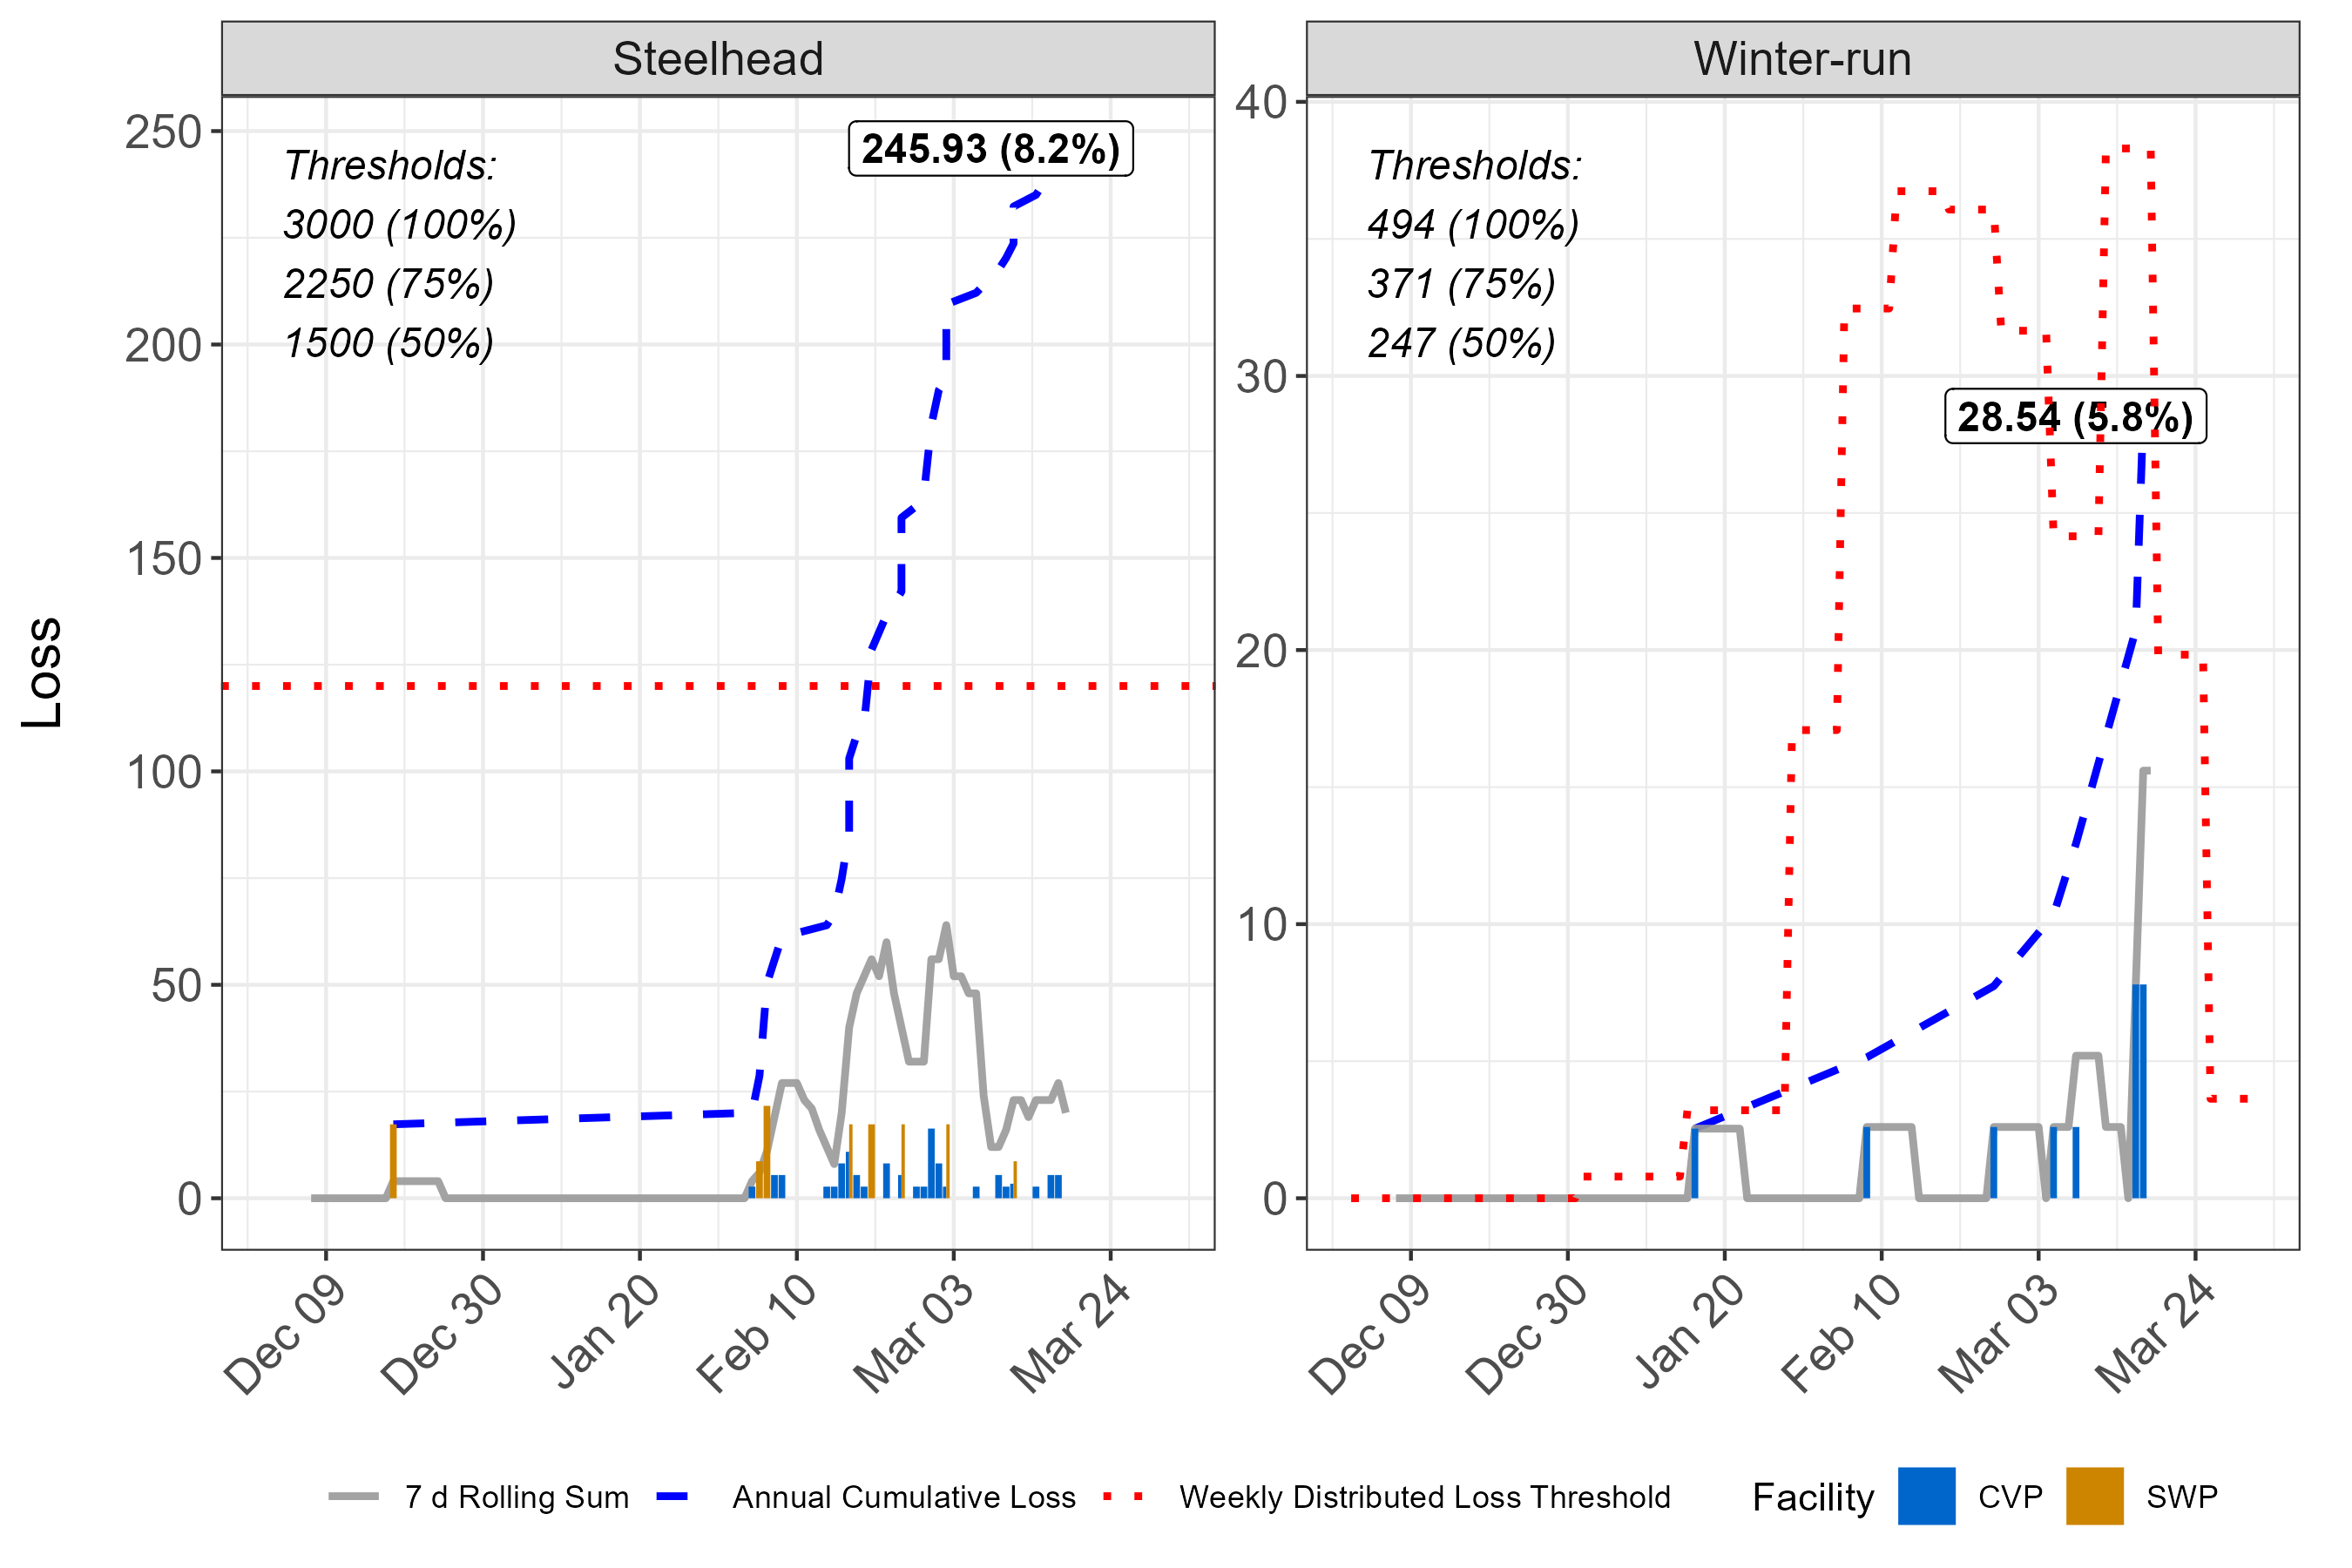 Steelhead
Winter-run
Loss
250
200
150
100
50
0
Thresholds:
3000 (100%)
2250 (75%)
1500 (50%)
245.93 (8.2%)
40
30
20
10
0
Thresholds:
494 (100%)
371 (75%)
247 (50%)
28.54 (5.8%)
Dec 09
Dec 30
Jan 20
Feb 10
Mar 03
Mar 24
Dec 09
Dec 30
Jan 20
Feb 10
Mar 03
Mar 24
7 d Rolling Sum
Annual Cumulative Loss
Weekly Distributed Loss Threshold
Facility
CVP
SWP